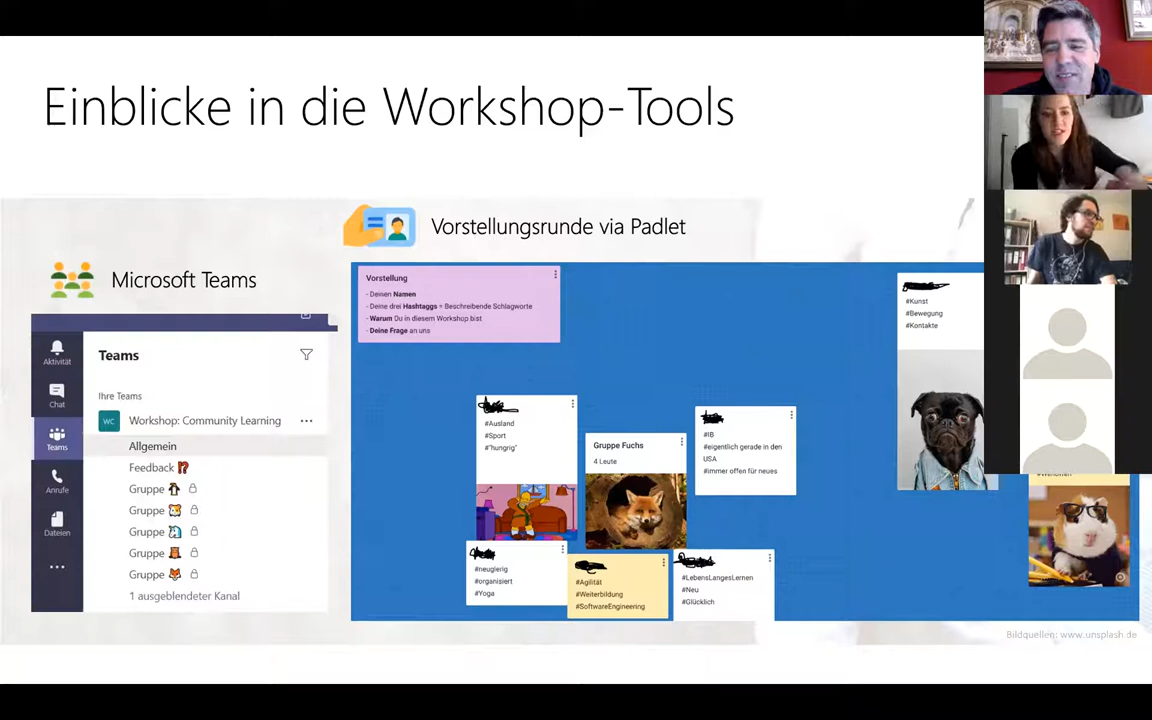 Einblicke in die Workshop-Tools
Vorstellungsrunde via Padlet
Microsoft Teams
Aktivität
Chat
Teams
Anrufe
Dateien
Teams
Ihre Teams
WC Workshop: Community Learning
Allgemein
Feedback
Gruppe
Gruppe
Gruppe
Gruppe
Gruppe
1 ausgeblendeter Kanal
Vorstellung
- Deinen Namen
- Deine drei Hashtaggs = Beschreibende Schlagworte
- Warum Du in diesem Workshop bist
- Deine Frage an uns
#Ausland
#Sport
#"hungrig"
Gruppe Fuchs
4 Leute
#IB
#eigentlich gerade in den
USA
#immer offen für neues
#Kunst
#Bewegung
#Kontakte
#neugierig
#organisiert
#Yoga
#Agilität
#Weiterbildung
#SoftwareEngineering
#LebensLangesLernen
#Neu
#Glücklich
Bildquellen: www.unsplash.de